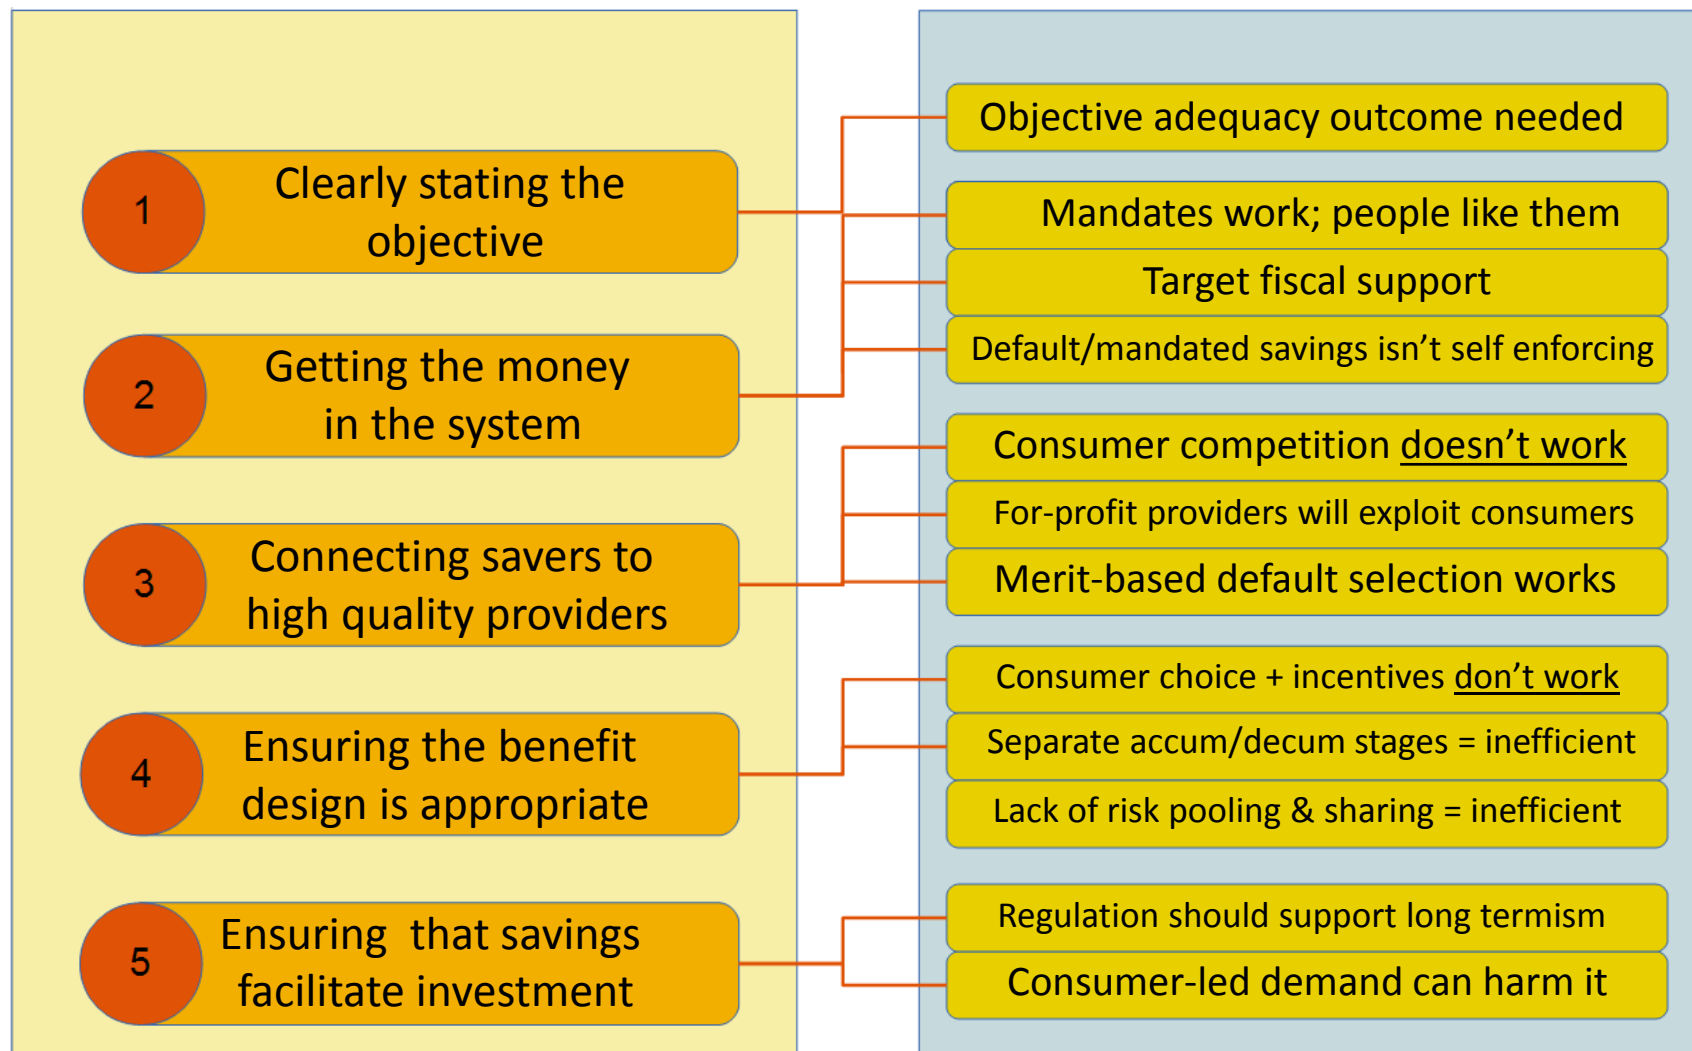 1
Clearly stating the
objective
2
Getting the money
in the system
3
Connecting savers to
high quality providers
4
Ensuring the benefit
design is appropriate
5
Ensuring that savings
facilitate investment
Objective adequacy outcome needed
Mandates work; people like them
Target fiscal support
Default/mandated savings isn’t self enforcing
Consumer competition doesn’t work
For-profit providers will exploit consumers
Merit-based default selection works
Consumer choice + incentives don’t work
Separate accum/decum stages = inefficient
Lack of risk pooling & sharing = inefficient
Regulation should support long termism
Consumer-led demand can harm it